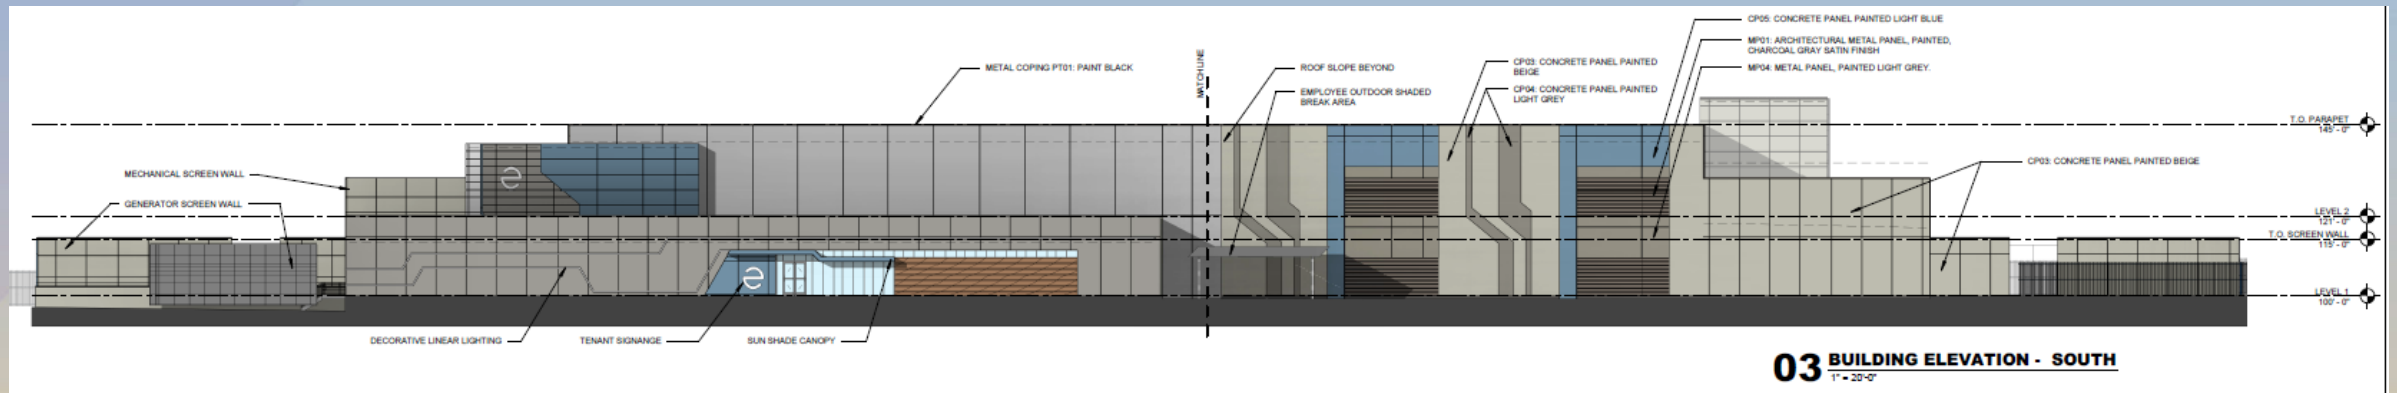 CP05: CONCRETE PANEL PAINTED LIGHT BLUE
MP01: ARCHITECTURAL METAL PANEL, PAINTED,
CHARCOAL GRAY SATIN FINISH
MP04: METAL PANEL, PAINTED LIGHT GREY.
METAL COPING PT01: PAINT BLACK
MATCHLINE
ROOF SLOPE BEYOND
EMPLOYEE OUTDOOR SHADED
BREAK AREA
CP03: CONCRETE PANEL PAINTED
BEIGE
CP04: CONCRETE PANEL PAINTED
LIGHT GREY
T.O. PARAPET
145' - 0"
MECHANICAL SCREEN WALL
GENERATOR SCREEN WALL
CP03: CONCRETE PANEL PAINTED BEIGE
LEVEL 2
121' - 0"
T.O. SCREEN WALL
115' - 0"
LEVEL 1
100' - 0"
DECORATIVE LINEAR LIGHTING
TENANT SIGNANGE
SUN SHADE CANOPY
03 BUILDING ELEVATION - SOUTH
1" = 20'-0"